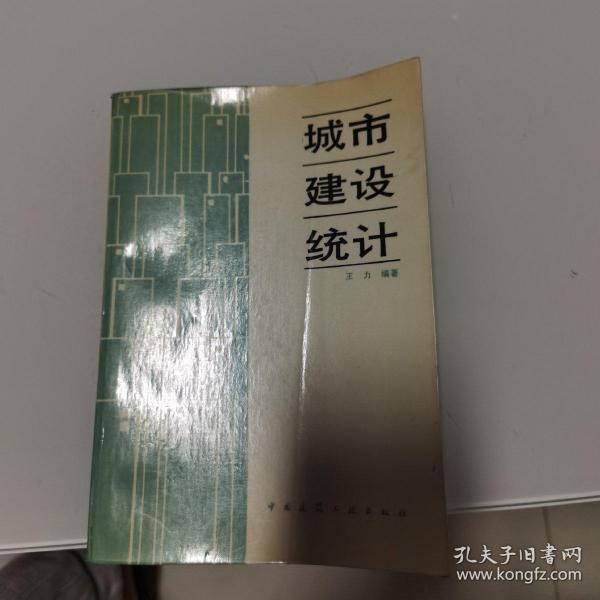 城市
建设
统计
王力 编著
中国建筑工业出版社
孔夫子旧书网
www.kongfz.com